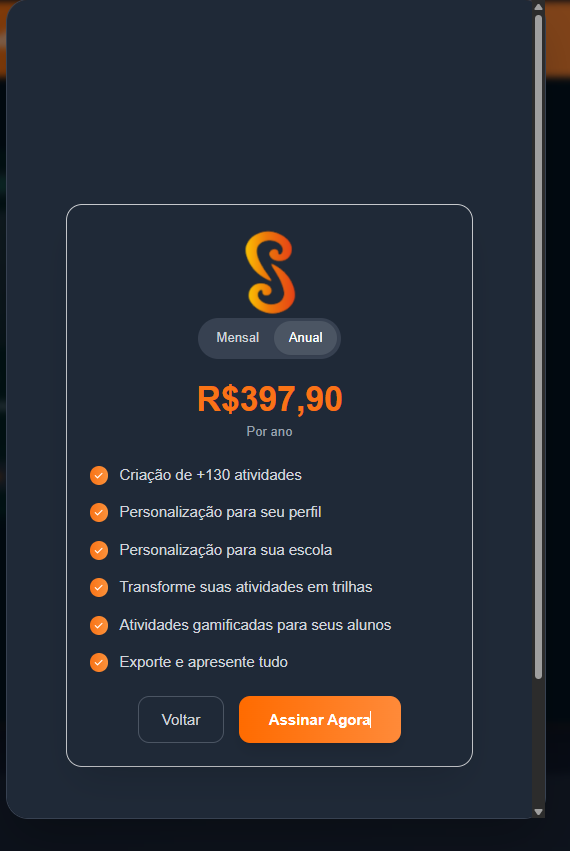 Mensal Anual
R$397,90
Por ano
Criação de +130 atividades
Personalização para seu perfil
Personalização para sua escola
Transforme suas atividades em trilhas
Atividades gamificadas para seus alunos
Exporte e apresente tudo
Voltar Assinar Agora